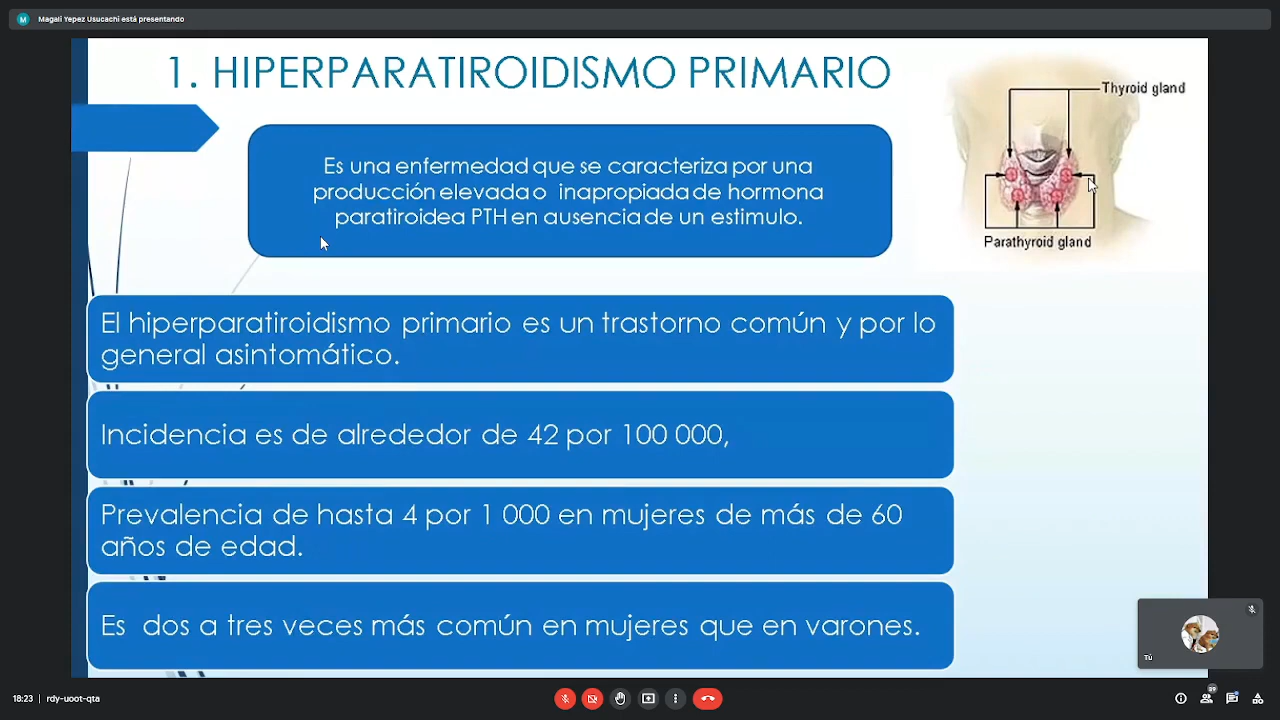 M
Magali Yepez Usucachi está presentando
1. HIPERPARATIROIDISMO PRIMARIO
Es una enfermedad que se caracteriza por una
producción elevada o inapropiada de hormona
paratiroidea PTH en ausencia de un estimulo.
Thyroid gland
Parathyroid gland
El hiperparatiroidismo primario es un trastorno común y por lo
general asintomático.
Incidencia es de alrededor de 42 por 100 000,
Prevalencia de hasta 4 por 1 000 en mujeres de más de 60
años de edad.
Es dos a tres veces más común en mujeres que en varones.
Tú
18:23 | rdy-uoot-qta
39